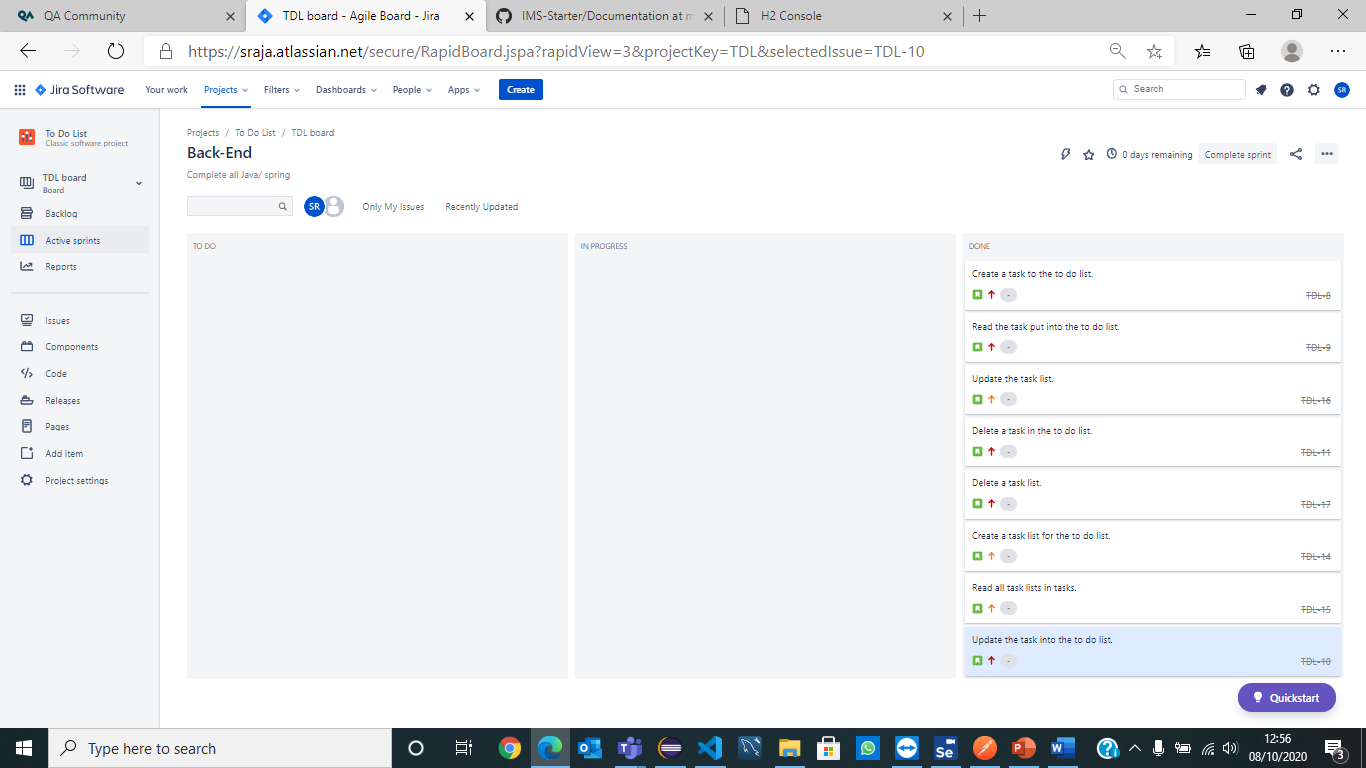 QA Community
TDL board - Agile Board - Jira
IMS-Starter/Documentation at m
H2 Console
https://sraja.atlassian.net/secure/RapidBoard.jspa?rapidView=3&projectKey=TDL&selectedIssue=TDL-10
Jira Software
Your work
Projects
Filters
Dashboards
People
Apps
Create
Search
SR
To Do List
Classic software project
TDL board
Board
Backlog
Active sprints
Reports
Issues
Components
Code
Releases
Pages
Add item
Project settings
Projects / To Do List / TDL board
Back-End
0 days remaining
Complete sprint
Complete all Java/ spring
SR
Only My Issues
Recently Updated
TO DO
IN PROGRESS
DONE
Create a task to the to do list.
- TDL-8
Read the task put into the to do list.
- TDL-9
Update the task list.
- TDL-16
Delete a task in the to do list.
- TDL-11
Delete a task list.
- TDL-17
Create a task list for the to do list.
- TDL-14
Read all task lists in tasks.
- TDL-15
Update the task into the to do list.
- TDL-10
Quickstart
Type here to search
Se
12:56
08/10/2020
3